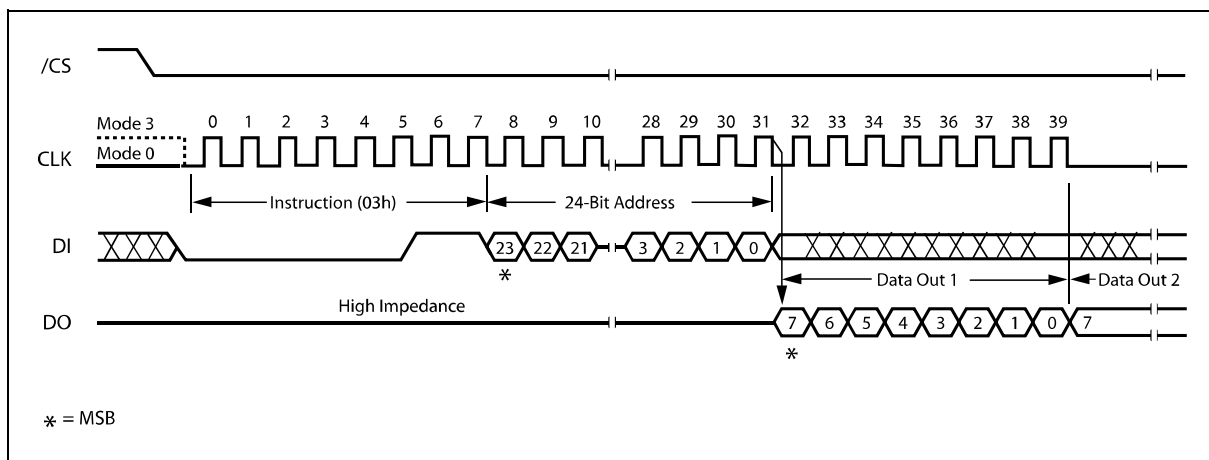 /CS
Mode 3
0 1 2 3 4 5 6 7 8 9 10 28 29 30 31 32 33 34 35 36 37 38 39
CLK
Mode 0
Instruction (03h) 24-Bit Address
DI
23 22 21 3 2 1 0
*
Data Out 1 Data Out 2
High Impedance
DO
7 6 5 4 3 2 1 0 7
*
* = MSB